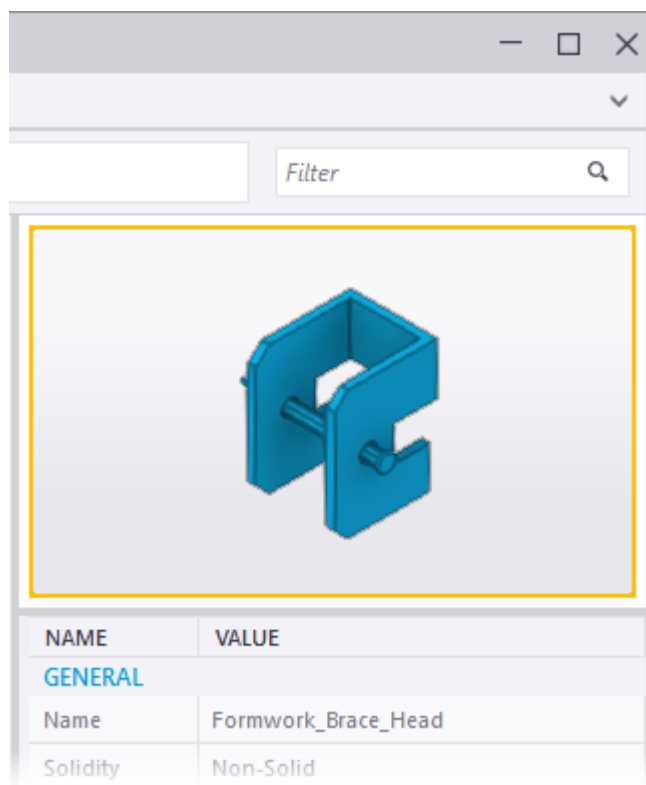 Filter
NAME VALUE
GENERAL
Name Formwork_Brace_Head
Solidity Non-Solid